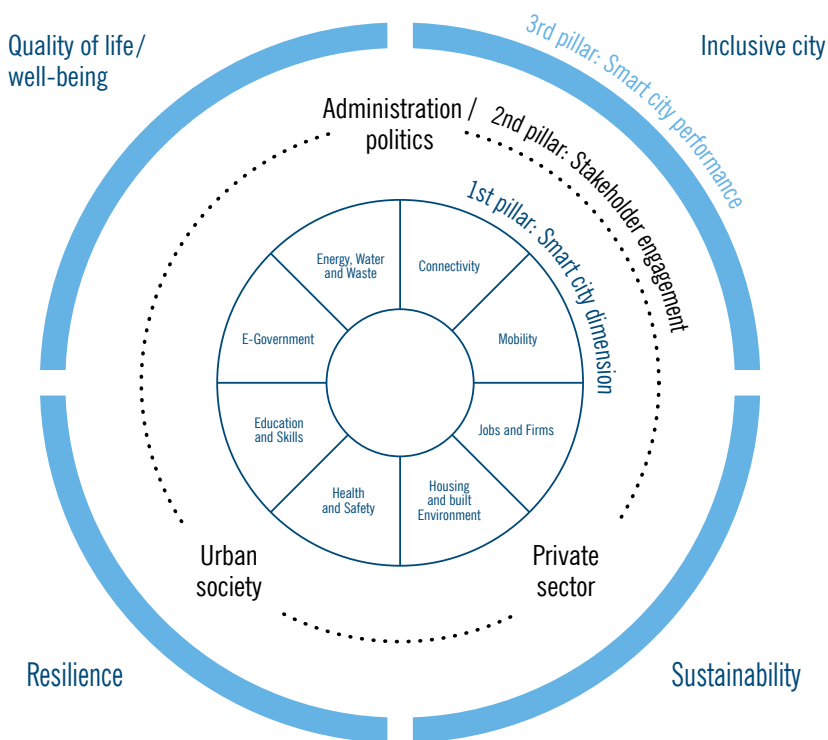 Quality of life/
well-being
Inclusive city
3rd pillar: Smart city performance
Administration /
politics
2nd pillar: Stakeholder engagement
1st pillar: Smart city dimension
Energy, Water
and Waste
Connectivity
E-Government
Mobility
Education
and Skills
Jobs and Firms
Health
and Safety
Housing
and built
Environment
Urban
society
Private
sector
Resilience
Sustainability